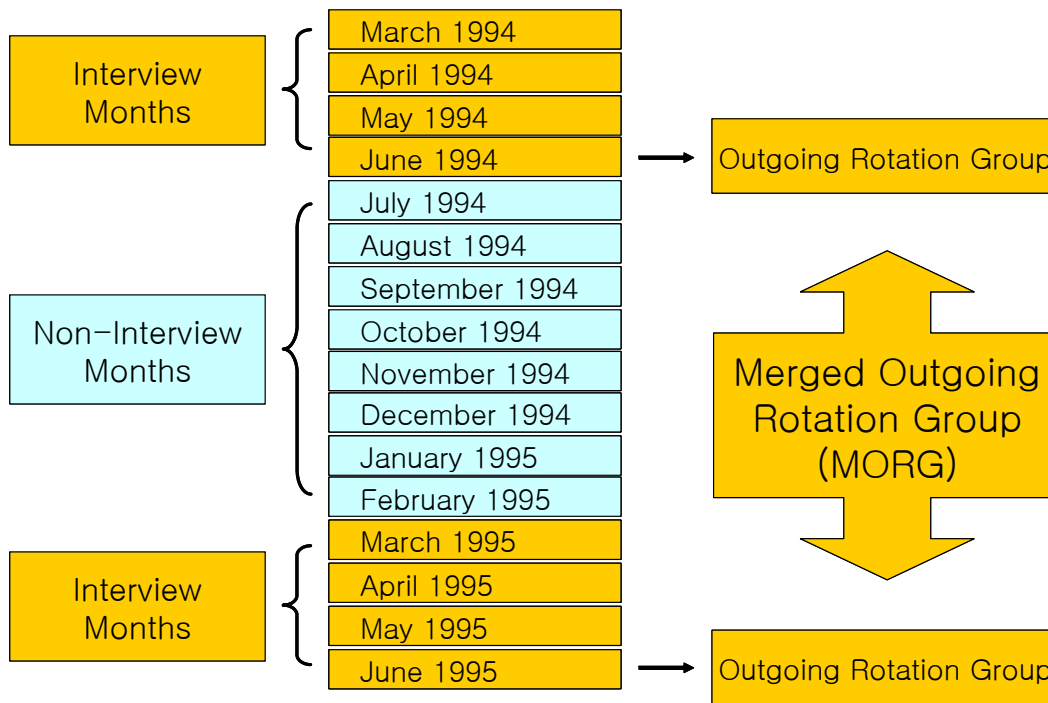 Interview
Months
March 1994
April 1994
May 1994
June 1994
Outgoing Rotation Group
Non-Interview
Months
July 1994
August 1994
September 1994
October 1994
November 1994
December 1994
January 1995
February 1995
Merged Outgoing
Rotation Group
(MORG)
Interview
Months
March 1995
April 1995
May 1995
June 1995
Outgoing Rotation Group